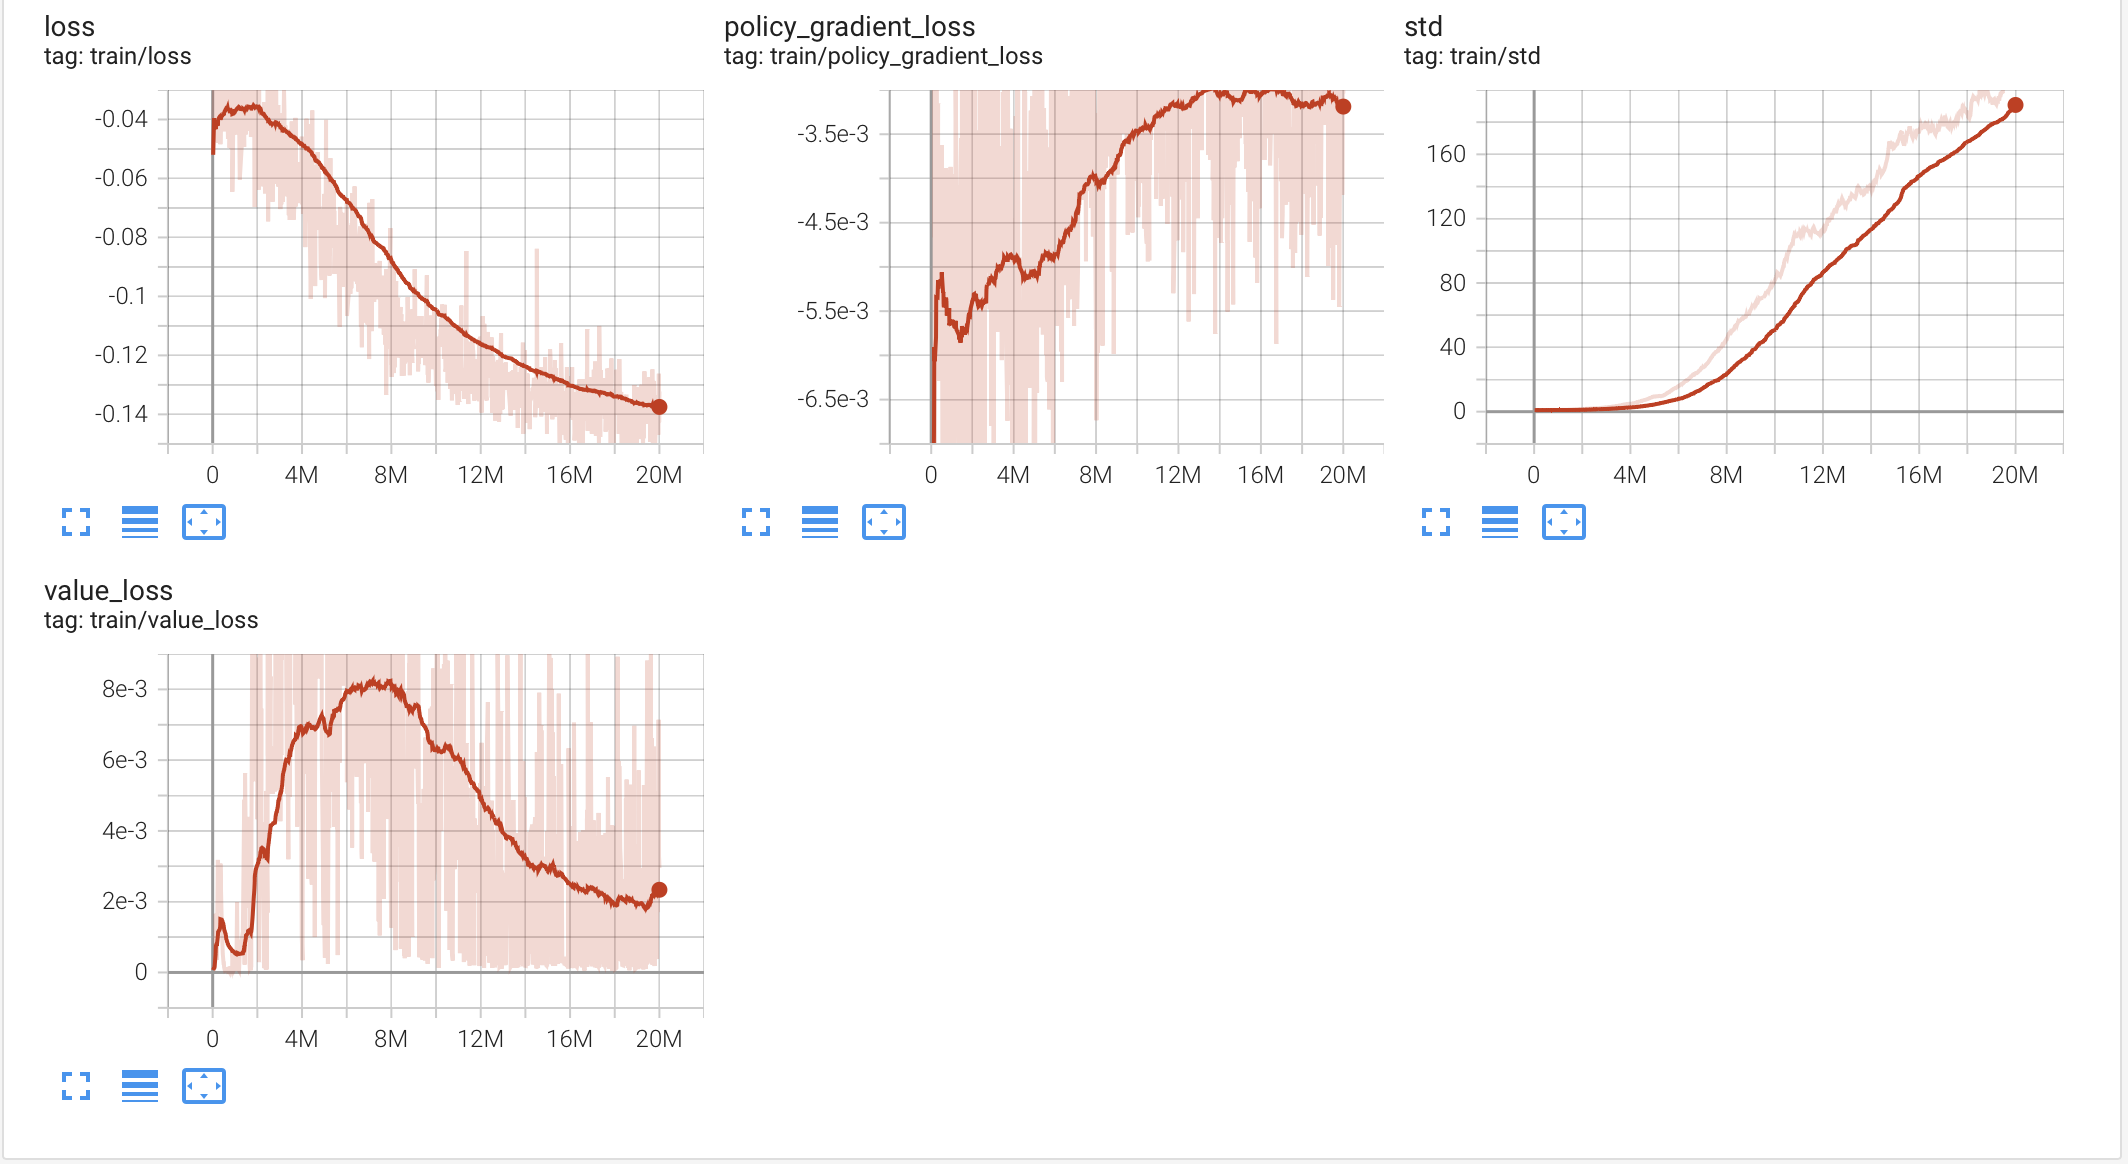 loss
tag: train/loss
-0.04
-0.06
-0.08
-0.1
-0.12
-0.14
0 4M 8M 12M 16M 20M
policy_gradient_loss
tag: train/policy_gradient_loss
-3.5e-3
-4.5e-3
-5.5e-3
-6.5e-3
0 4M 8M 12M 16M 20M
std
tag: train/std
160
120
80
40
0
0 4M 8M 12M 16M 20M
value_loss
tag: train/value_loss
8e-3
6e-3
4e-3
2e-3
0
0 4M 8M 12M 16M 20M